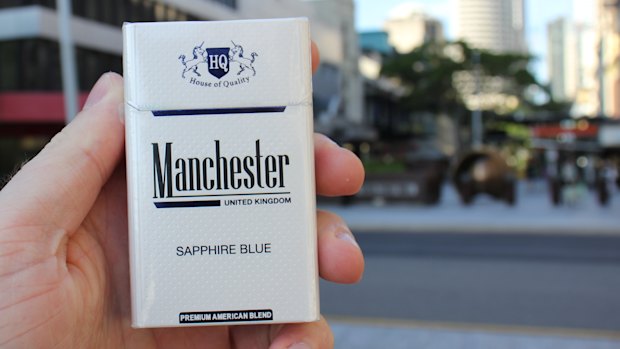 HQ
House of Quality
Manchester
UNITED KINGDOM
SAPPHIRE BLUE
PREMIUM AMERICAN BLEND